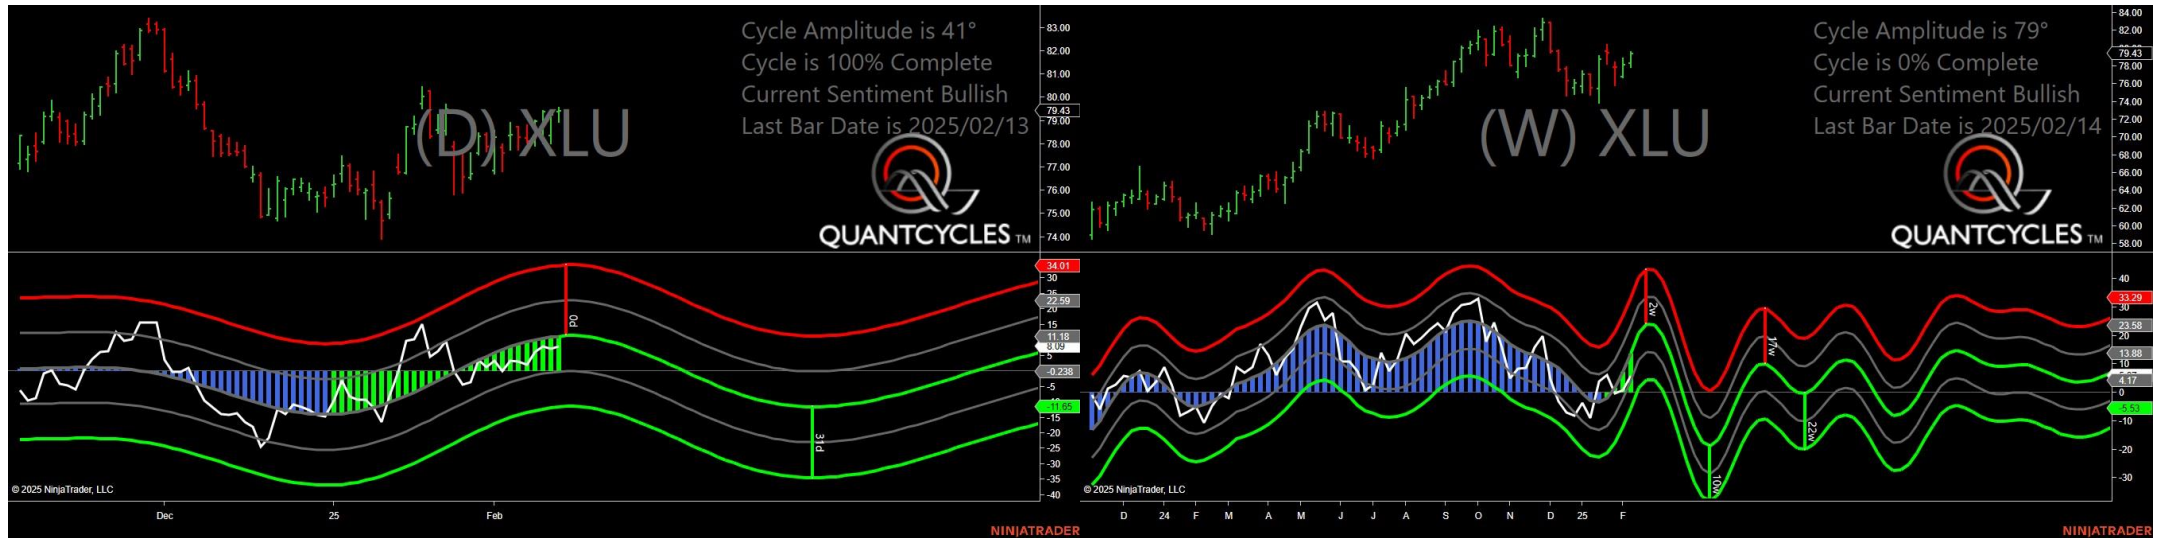 Cycle Amplitude is 41°
Cycle is 100% Complete
Current Sentiment Bullish
Last Bar Date is 2025/02/13
(D) XLU
QUANTCYCLES TM
83.00
82.00
81.00
80.00
79.43
79.00
78.00
77.00
76.00
75.00
74.00
34.01
30
25
22.59
20
15
11.18
8.09
5
-0.238
-5
-11.65
-15
-20
-25
-30
-35
-40
0d
31d
© 2025 NinjaTrader, LLC
Dec
25
Feb
NINJATRADER
Cycle Amplitude is 79°
Cycle is 0% Complete
Current Sentiment Bullish
Last Bar Date is 2025/02/14
(W) XLU
QUANTCYCLES TM
84.00
82.00
79.43
78.00
76.00
74.00
72.00
70.00
68.00
66.00
64.00
62.00
60.00
58.00
40
33.29
30
23.58
20
13.88
10
4.17
0
-5.53
-10
-20
-30
2w
10w
17w
22w
© 2025 NinjaTrader, LLC
D
24
F
M
A
M
J
J
A
S
O
N
D
25
F
NINJATRADER